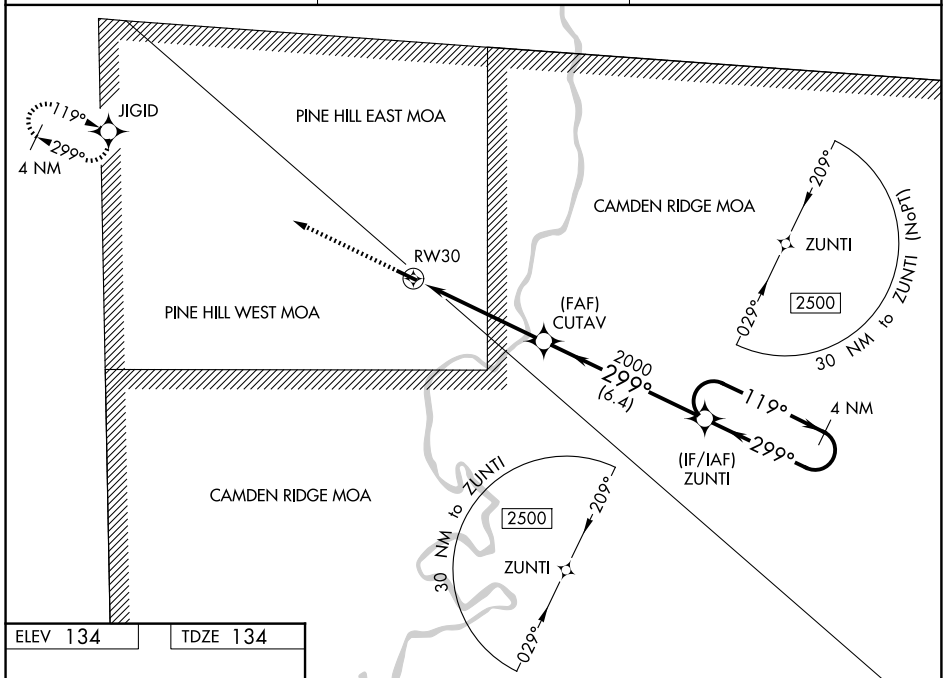 JIGID
119°
299°
4 NM
PINE HILL EAST MOA
CAMDEN RIDGE MOA
209°
ZUNTI
2500
029°
30 NM to ZUNTI (NoPT)
RW30
PINE HILL WEST MOA
(FAF)
CUTAV
2000
299°
(6.4)
119°
4 NM
299°
(IF/IAF)
ZUNTI
CAMDEN RIDGE MOA
30 NM to ZUNTI
209°
2500
ZUNTI
029°
ELEV 134
TDZE 134